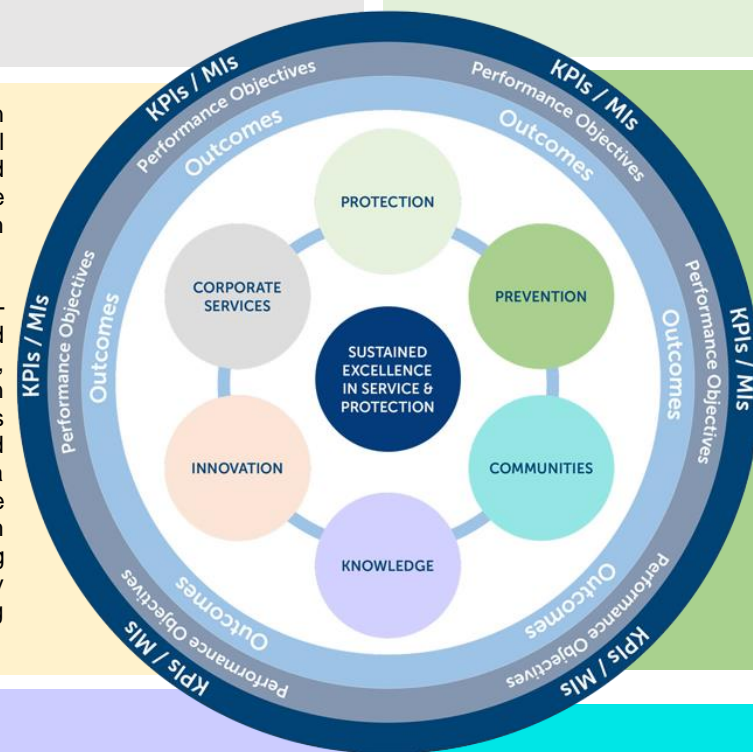 KPIs / MIs
Performance Objectives
Outcomes
KPIs / MIs
Performance Objectives
Outcomes
KPIs / MIs
Performance Objectives
Outcomes
KPIs / MIs
Performance Objectives
Outcomes
PROTECTION
CORPORATE
SERVICES
PREVENTION
SUSTAINED
EXCELLENCE
IN SERVICE &
PROTECTION
INNOVATION
COMMUNITIES
KNOWLEDGE
Outcomes
Performance Objectives
KPIs / MIs
Outcomes
Performance Objectives
KPIs / MIs